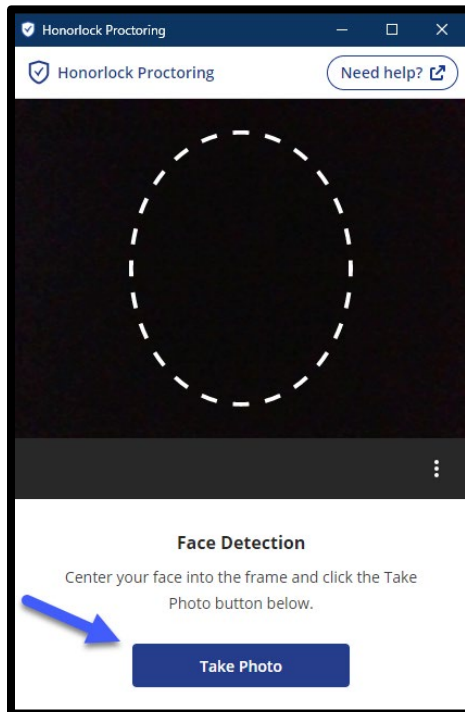 Honorlock Proctoring
Honorlock Proctoring
Need help?
Face Detection
Center your face into the frame and click the Take
Photo button below.
Take Photo